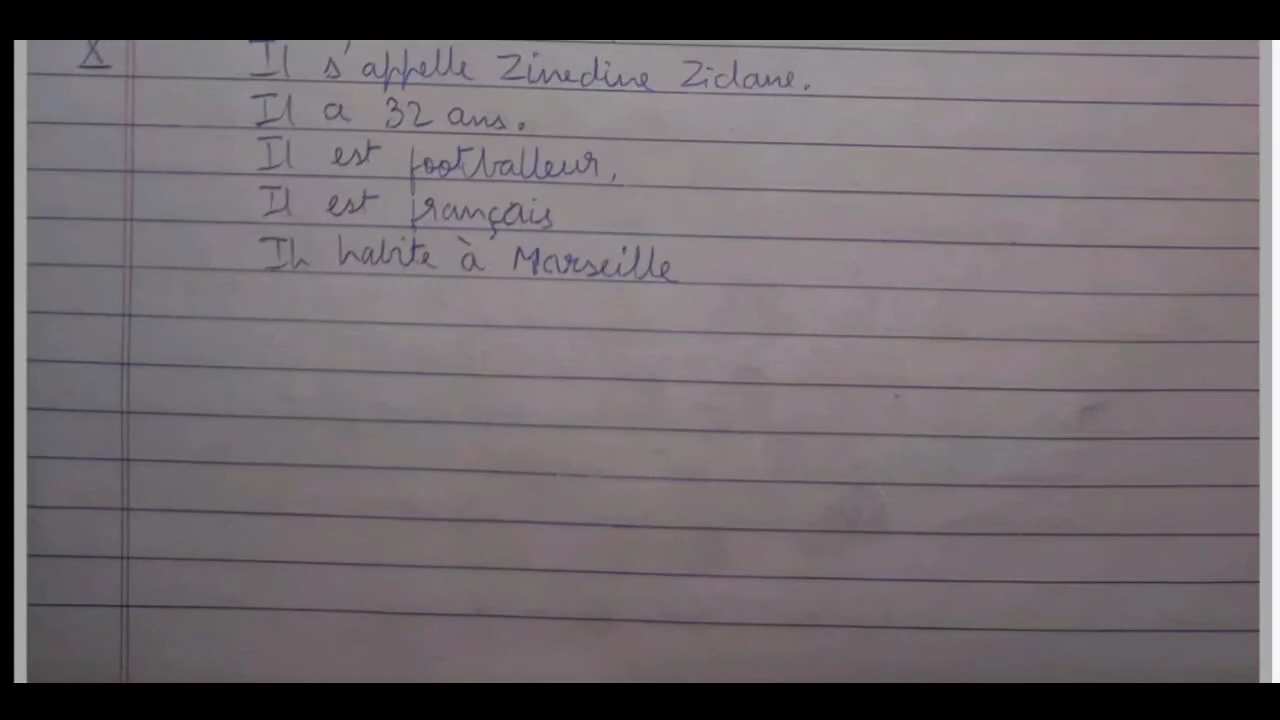 X Il s'appelle Zinedine Zidane.
Il a 32 ans.
Il est footballeur,
Il est français
Il habite à Marseille